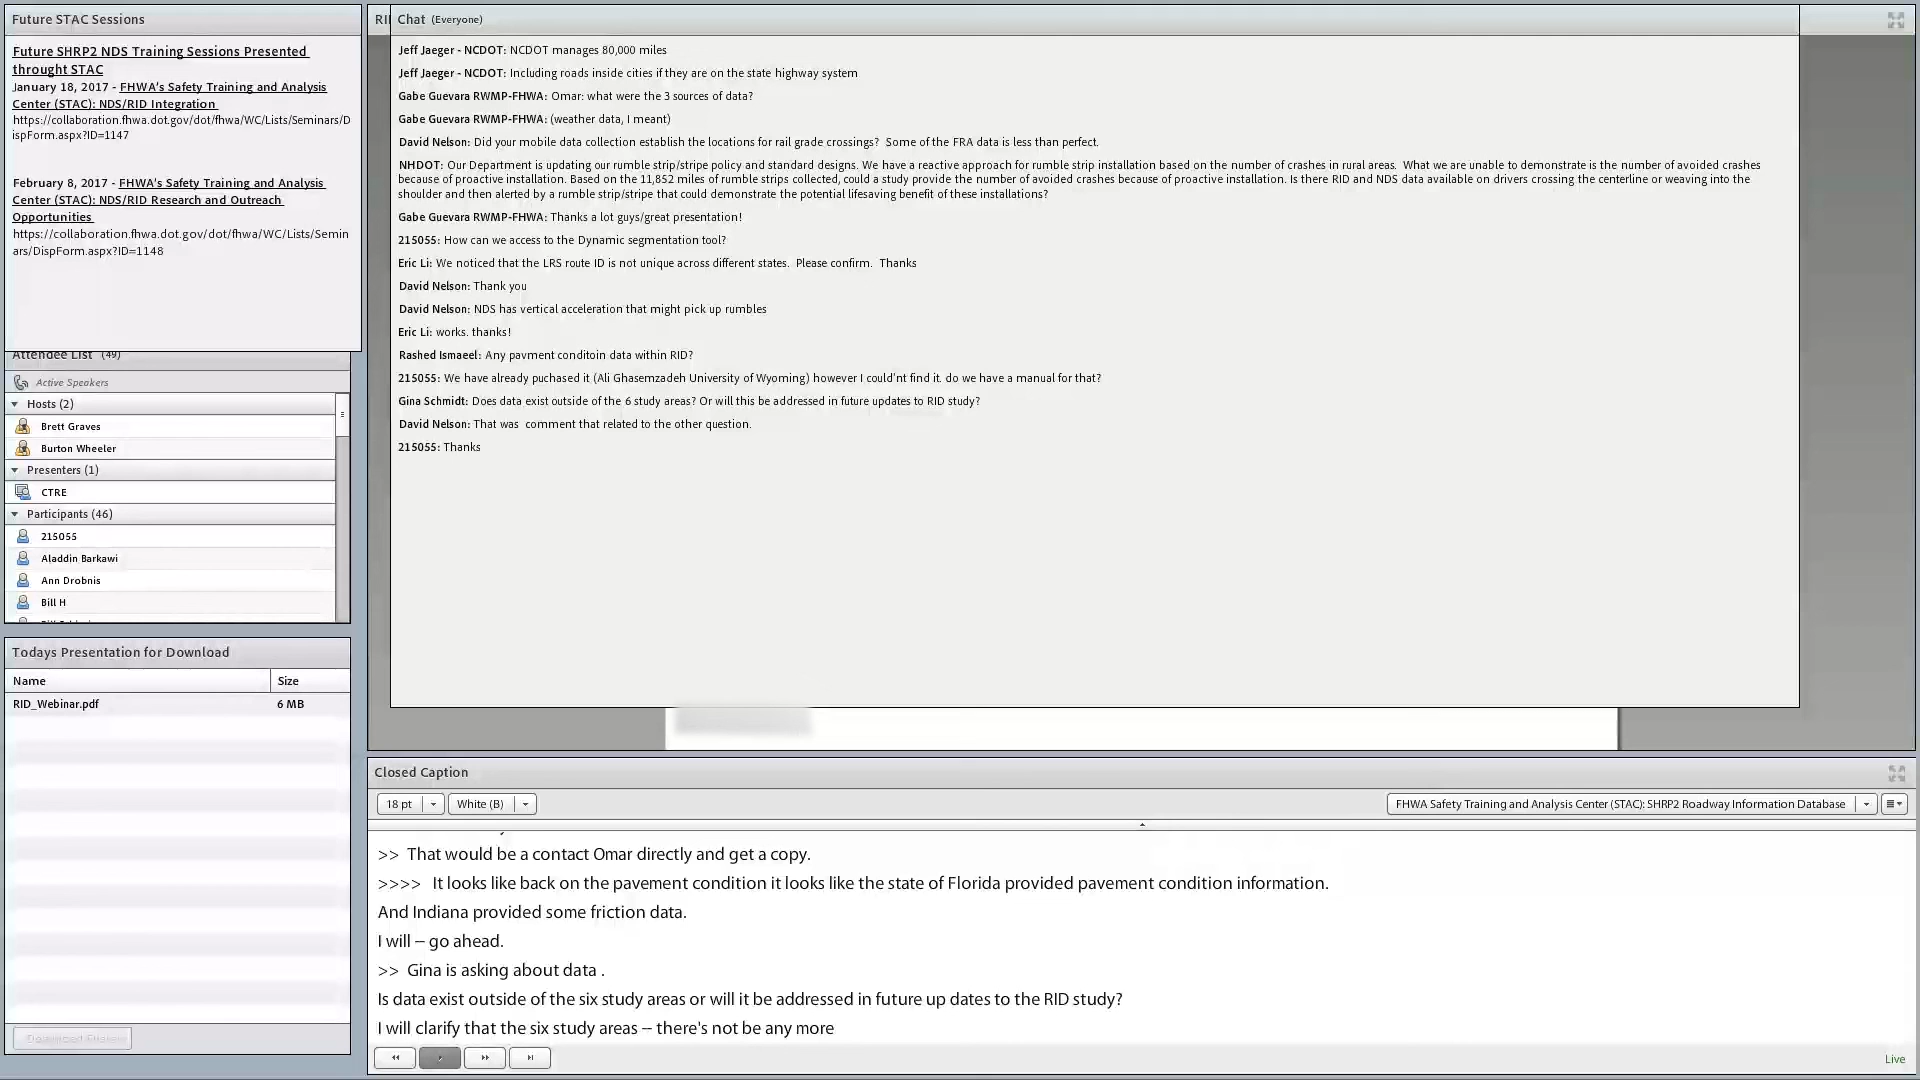 Future STAC Sessions
Future SHRP2 NDS Training Sessions Presented
throught STAC
January 18, 2017 - FHWA's Safety Training and Analysis
Center (STAC): NDS/RID Integration
https://collaboration.fhwa.dot.gov/dot/fhwa/WC/Lists/Seminars/D
ispForm.aspx?ID=1147
February 8, 2017 - FHWA's Safety Training and Analysis
Center (STAC): NDS/RID Research and Outreach
Opportunities
https://collaboration.fhwa.dot.gov/dot/fhwa/WC/Lists/Semin
ars/DispForm.aspx?ID=1148
Attendee List (49)
Active Speakers
Hosts (2)
Brett Graves
Burton Wheeler
Presenters (1)
CTRE
Participants (46)
215055
Aladdin Barkawi
Ann Drobnis
Bill H
Todays Presentation for Download
Name Size
RID_Webinar.pdf 6 MB
Chat (Everyone)
Jeff Jaeger - NCDOT: NCDOT manages 80,000 miles
Jeff Jaeger - NCDOT: Including roads inside cities if they are on the state highway system
Gabe Guevara RWMP-FHWA: Omar: what were the 3 sources of data?
Gabe Guevara RWMP-FHWA: (weather data, I meant)
David Nelson: Did your mobile data collection establish the locations for rail grade crossings?  Some of the FRA data is less than perfect.
NHDOT: Our Department is updating our rumble strip/stripe policy and standard designs. We have a reactive approach for rumble strip installation based on the number of crashes in rural areas.  What we are unable to demonstrate is the number of avoided crashes
because of proactive installation. Based on the 11,852 miles of rumble strips collected, could a study provide the number of avoided crashes because of proactive installation. Is there RID and NDS data available on drivers crossing the centerline or weaving into the
shoulder and then alerted by a rumble strip/stripe that could demonstrate the potential lifesaving benefit of these installations?
Gabe Guevara RWMP-FHWA: Thanks a lot guys/great presentation!
215055: How can we access to the Dynamic segmentation tool?
Eric Li: We noticed that the LRS route ID is not unique across different states.  Please confirm.  Thanks
David Nelson: Thank you
David Nelson: NDS has vertical acceleration that might pick up rumbles
Eric Li: works. thanks!
Rashed Ismaeel: Any pavment conditoin data within RID?
215055: We have already puchased it (Ali Ghasemzadeh University of Wyoming) however I could'nt find it. do we have a manual for that?
Gina Schmidt: Does data exist outside of the 6 study areas? Or will this be addressed in future updates to RID study?
David Nelson: That was  comment that related to the other question.
215055: Thanks
Closed Caption
18 pt White (B) FHWA Safety Training and Analysis Center (STAC): SHRP2 Roadway Information Database
>>  That would be a contact Omar directly and get a copy.
>>>>  It looks like back on the pavement condition it looks like the state of Florida provided pavement condition information.
And Indiana provided some friction data.
I will -- go ahead.
>>  Gina is asking about data .
Is data exist outside of the six study areas or will it be addressed in future up dates to the RID study?
I will clarify that the six study areas -- there's not be any more
Live